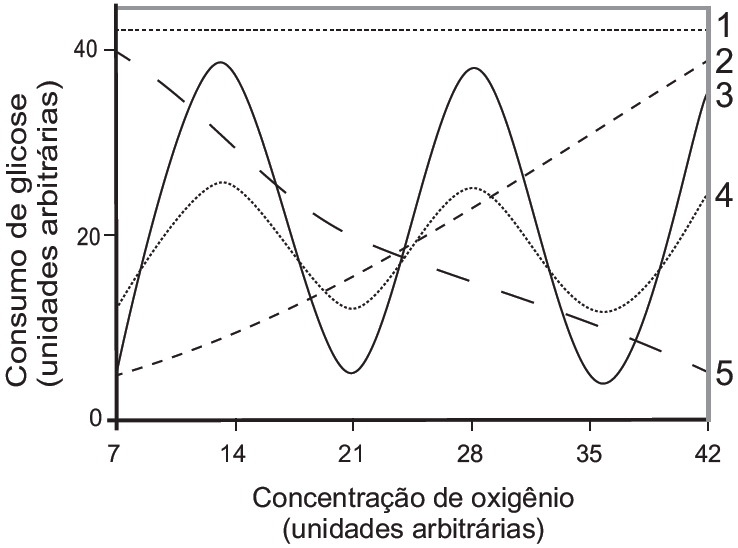 Consumo de glicose
(unidades arbitrárias)
40
20
0
7 14 21 28 35 42
Concentração de oxigênio
(unidades arbitrárias)
1
2
3
4
5